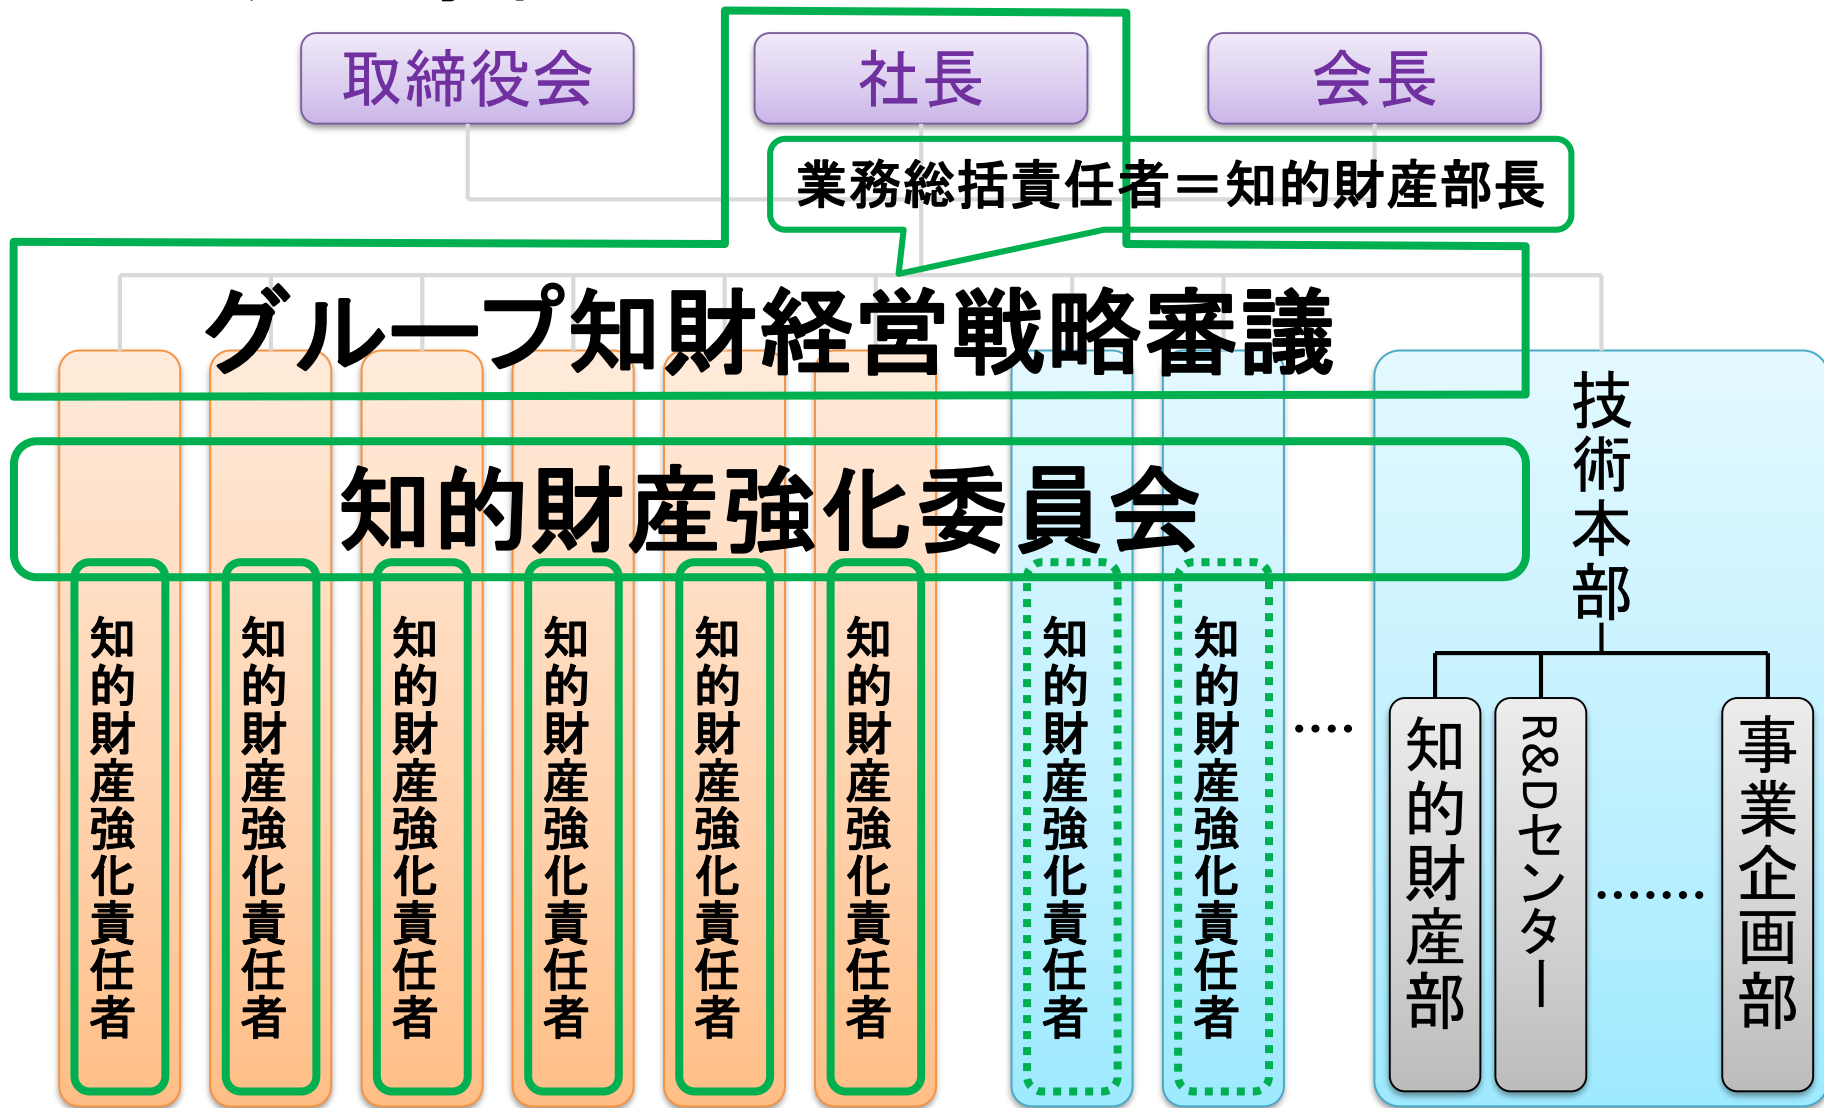 取締役会
社長
会長
業務総括責任者＝知的財産部長
グループ知財経営戦略審議
知的財産強化委員会
知的財産強化責任者
知的財産強化責任者
知的財産強化責任者
知的財産強化責任者
知的財産強化責任者
知的財産強化責任者
知的財産強化責任者
知的財産強化責任者
‥‥
技術本部
知的財産部
R&Dセンター
…‥‥
事業企画部